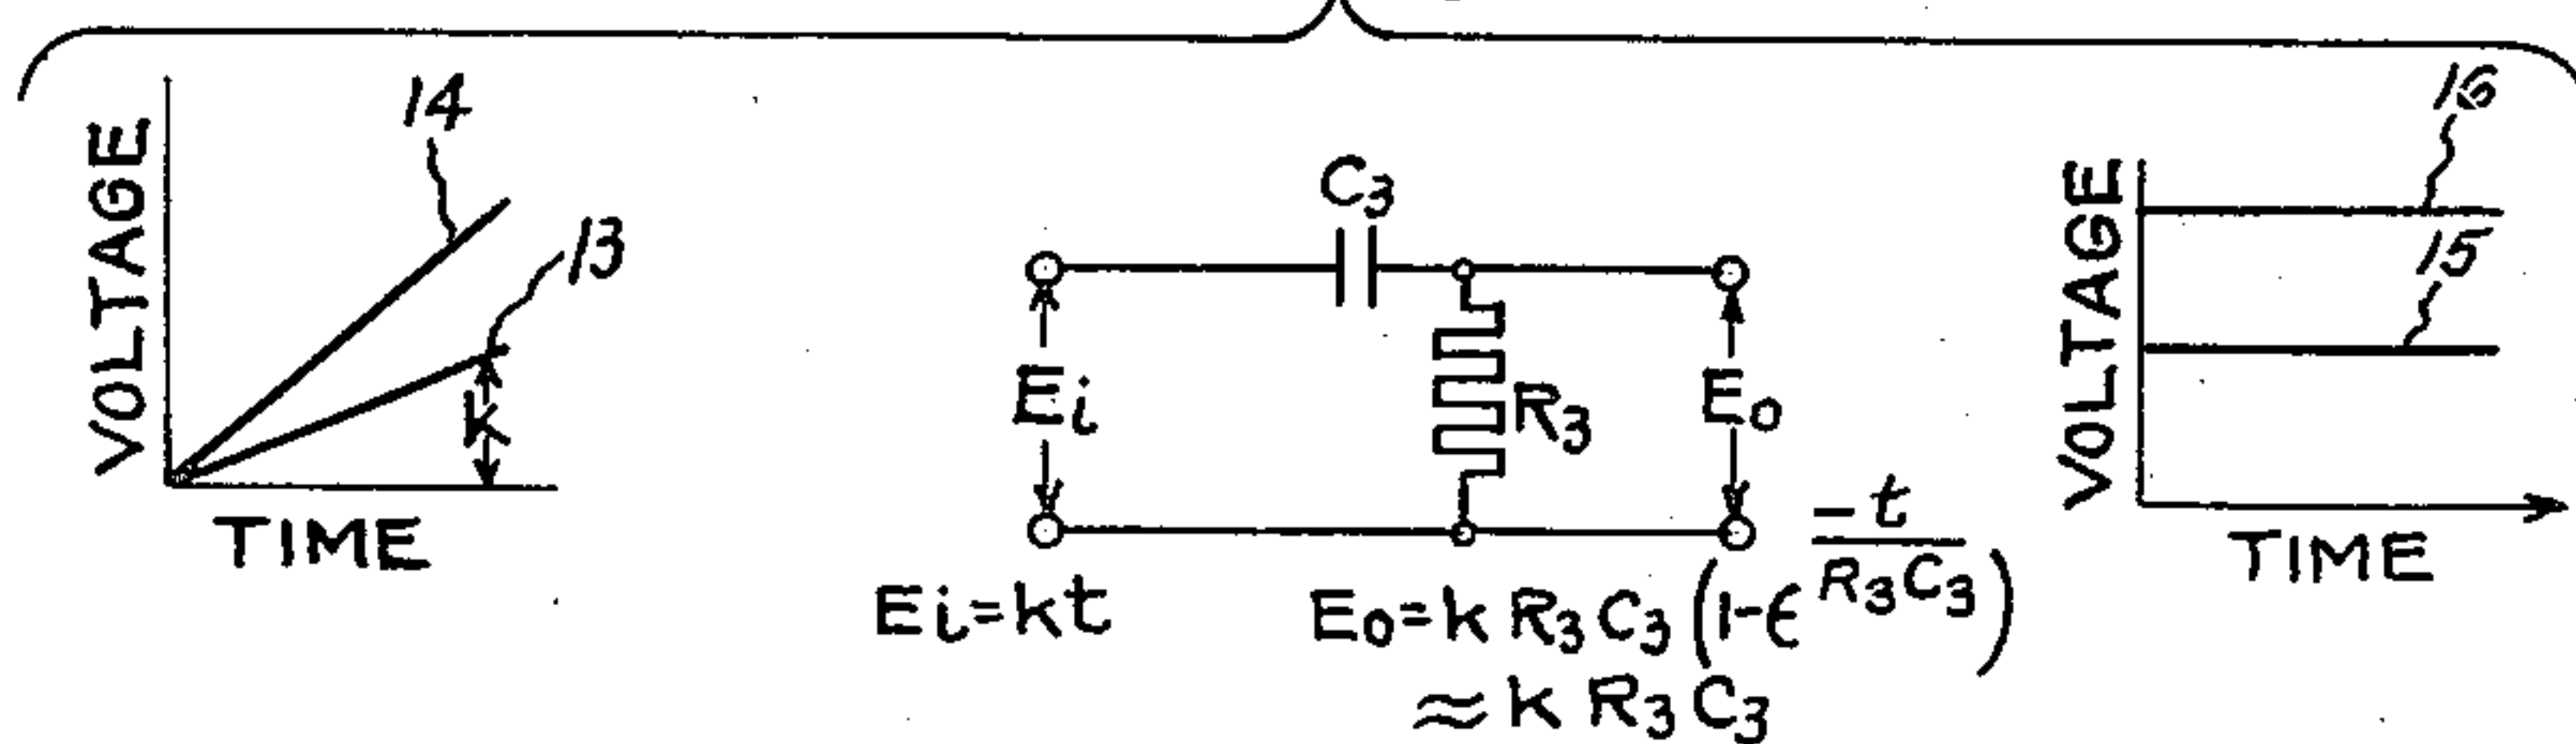 14
13
VOLTAGE
k
TIME
C3
Ei
R3
Eo
Ei=kt
Eo=k R3 C3 (1-ϵ^(-t/R3C3))
≈ k R3 C3
16
15
VOLTAGE
TIME